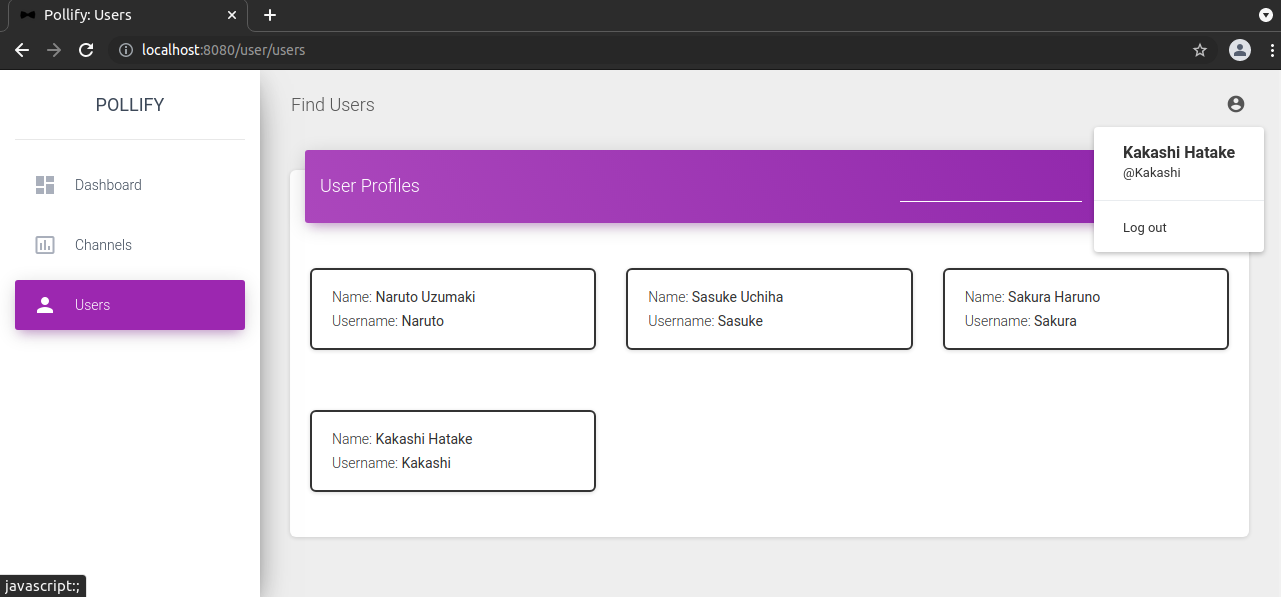 Pollify: Users
localhost:8080/user/users
POLLIFY
Dashboard
Channels
Users
Find Users
Kakashi Hatake
@Kakashi
Log out
User Profiles
Name: Naruto Uzumaki
Username: Naruto
Name: Sasuke Uchiha
Username: Sasuke
Name: Sakura Haruno
Username: Sakura
Name: Kakashi Hatake
Username: Kakashi
javascript:;